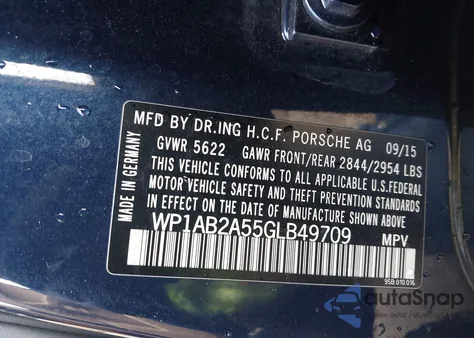 MFD BY DR.ING H.C.F. PORSCHE AG 09/15
GVWR 5622 GAWR FRONT/REAR 2844/2954 LBS
THIS VEHICLE CONFORMS TO ALL APPLICABLE U.S.FEDERAL
MOTOR VEHICLE SAFETY AND THEFT PREVENTION STANDARDS
IN EFFECT ON THE DATE OF MANUFACTURE SHOWN ABOVE.
WP1AB2A55GLB49709 MPV
MADE IN GERMANY
95B.010.016
autoSnap